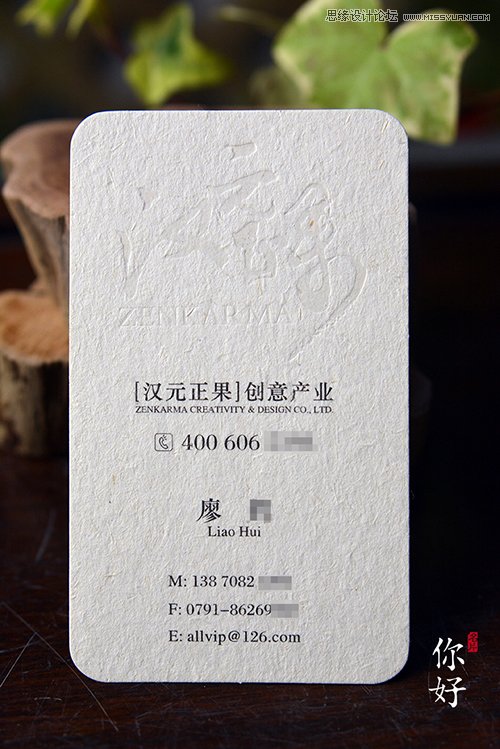 思缘设计论坛 WWW.MISSYUAN.COM
ZENKARMA
[汉元正果]创意产业
ZENKARMA CREATIVITY & DESIGN CO., LTD.
400 606
廖
Liao Hui
M: 138 7082
F: 0791-86269
E: allvip@126.com
你好